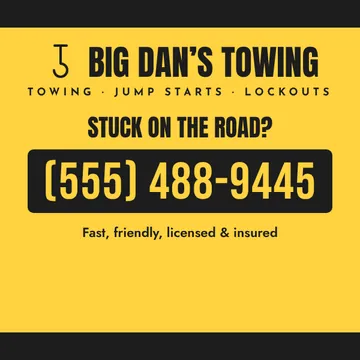 BIG DAN'S TOWING
TOWING · JUMP STARTS · LOCKOUTS
STUCK ON THE ROAD?
(555) 488-9445
Fast, friendly, licensed & insured